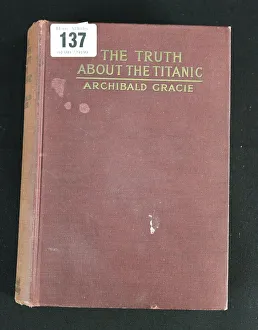 137
THE TRUTH
ABOUT THE TITANIC
ARCHIBALD GRACIE